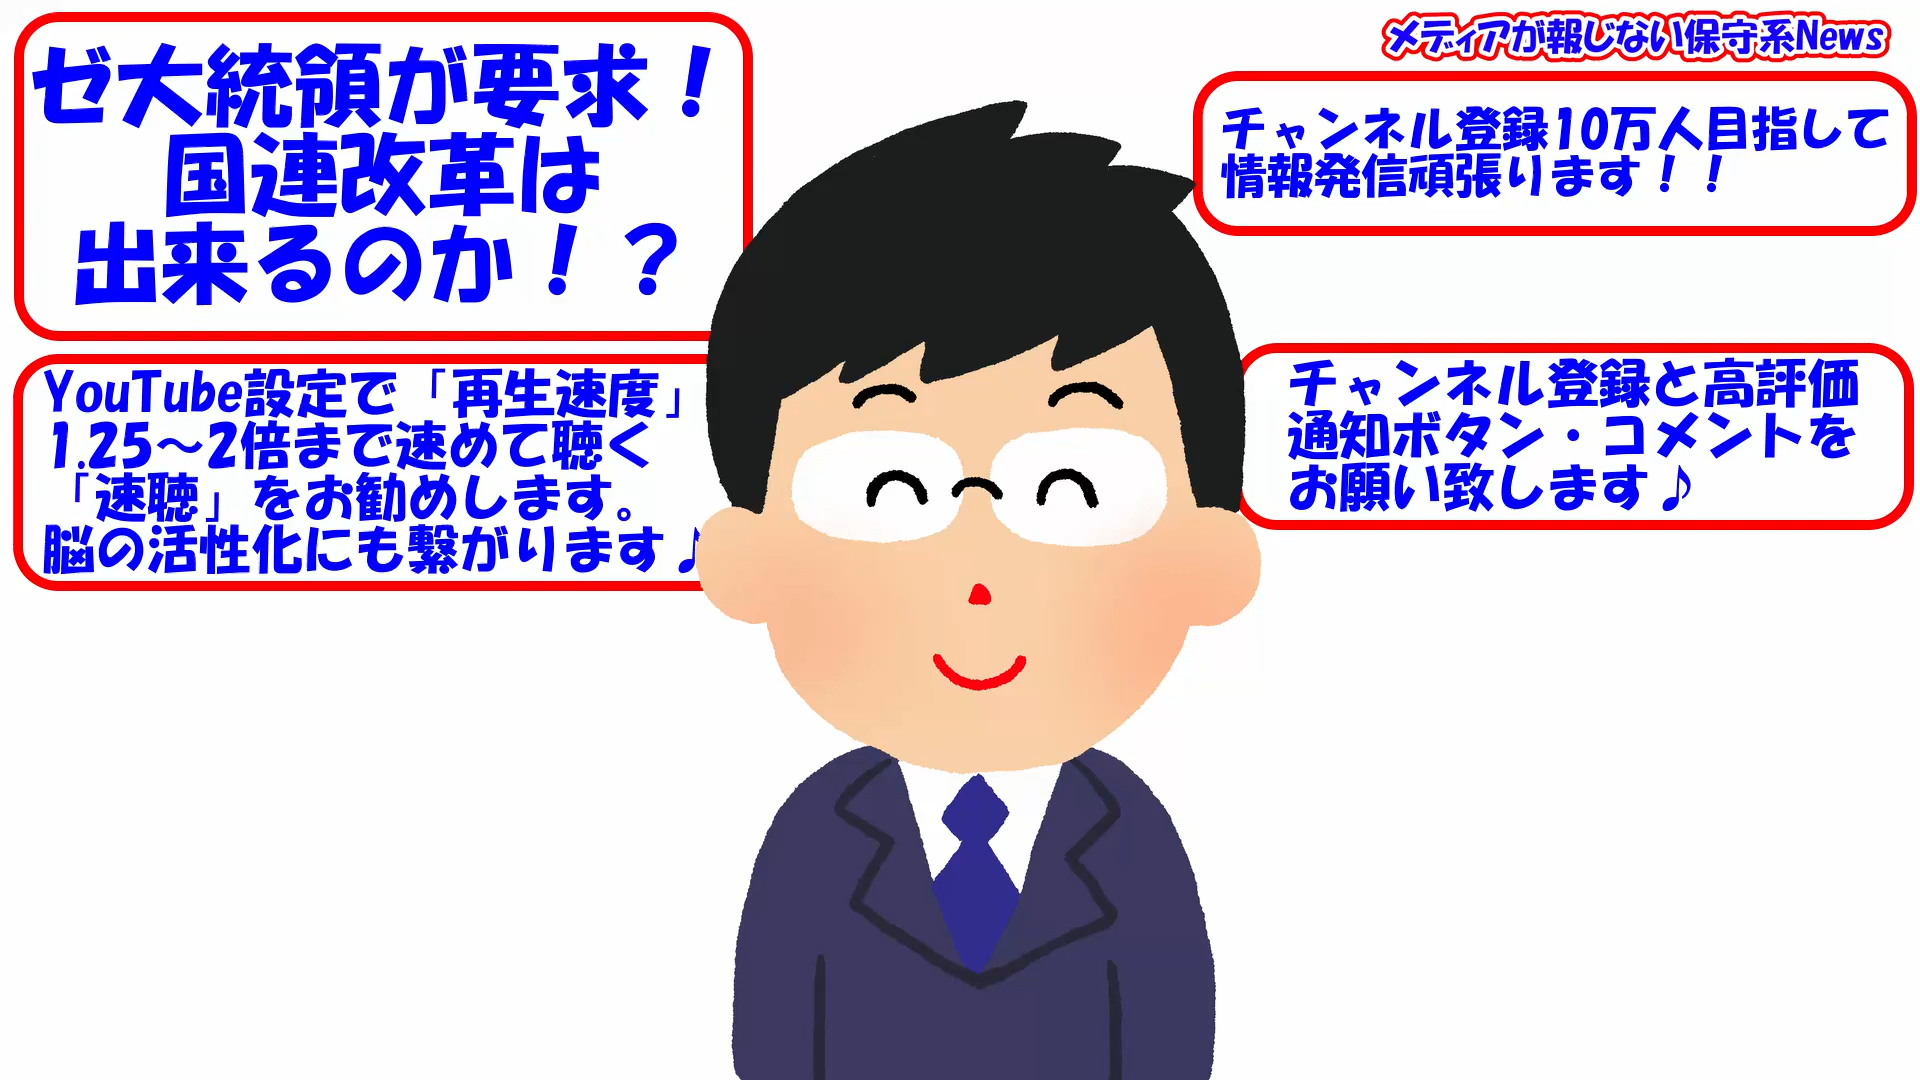 ゼ大統領が要求！
国連改革は
出来るのか！？
YouTube設定で「再生速度」
1.25～2倍まで速めて聴く
「速聴」をお勧めします。
脳の活性化にも繋がります♪
メディアが報じない保守系News
チャンネル登録10万人目指して
情報発信頑張ります！！
チャンネル登録と高評価
通知ボタン・コメントを
お願い致します♪